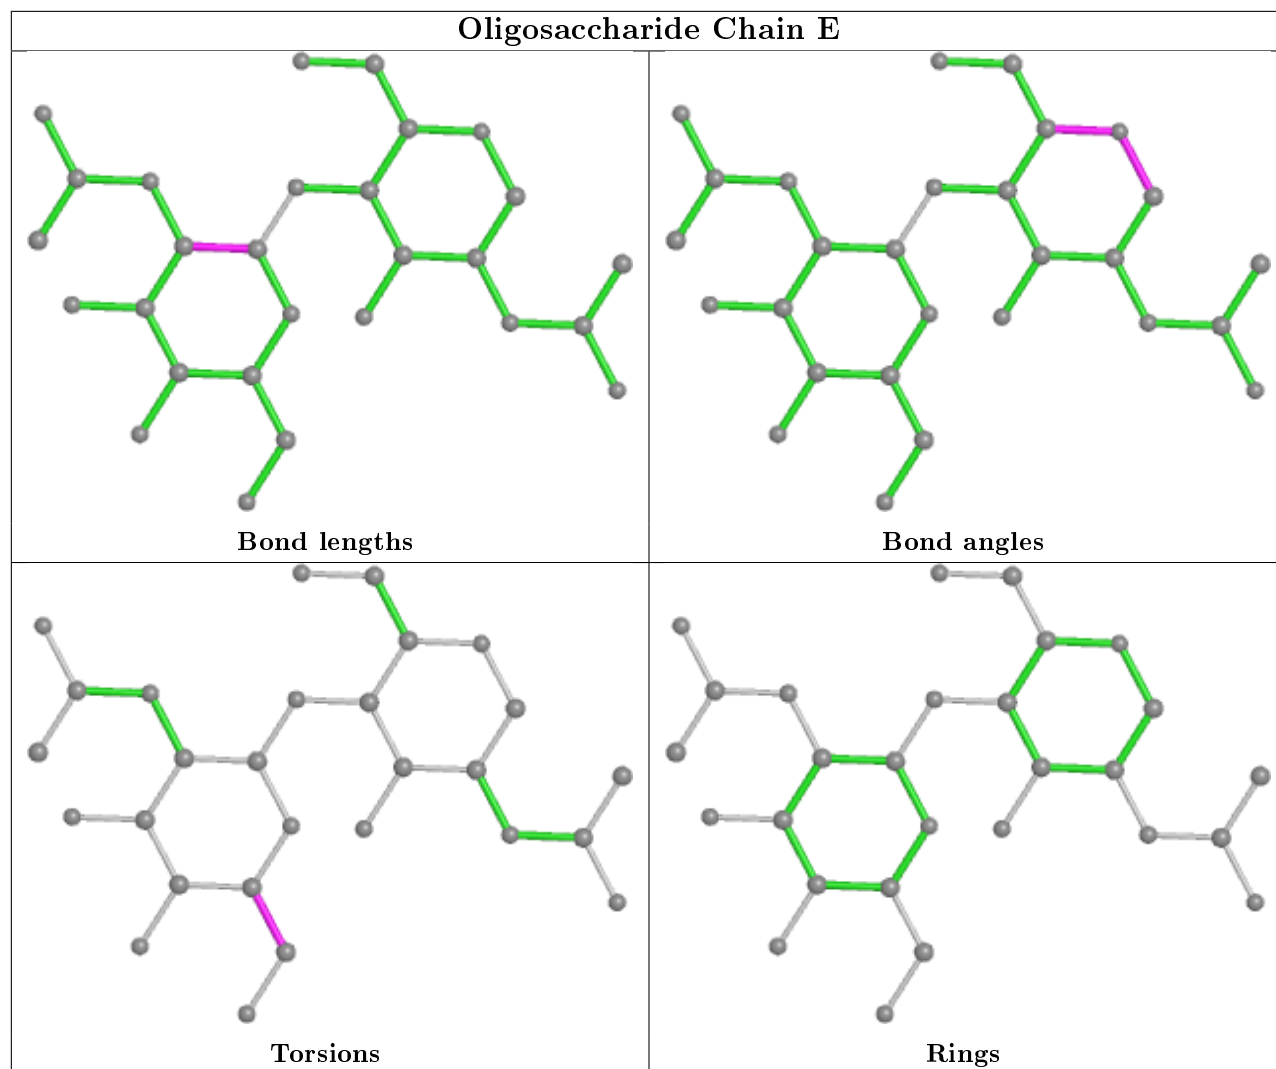 Oligosaccharide Chain E
Bond lengths
Bond angles
Torsions
Rings